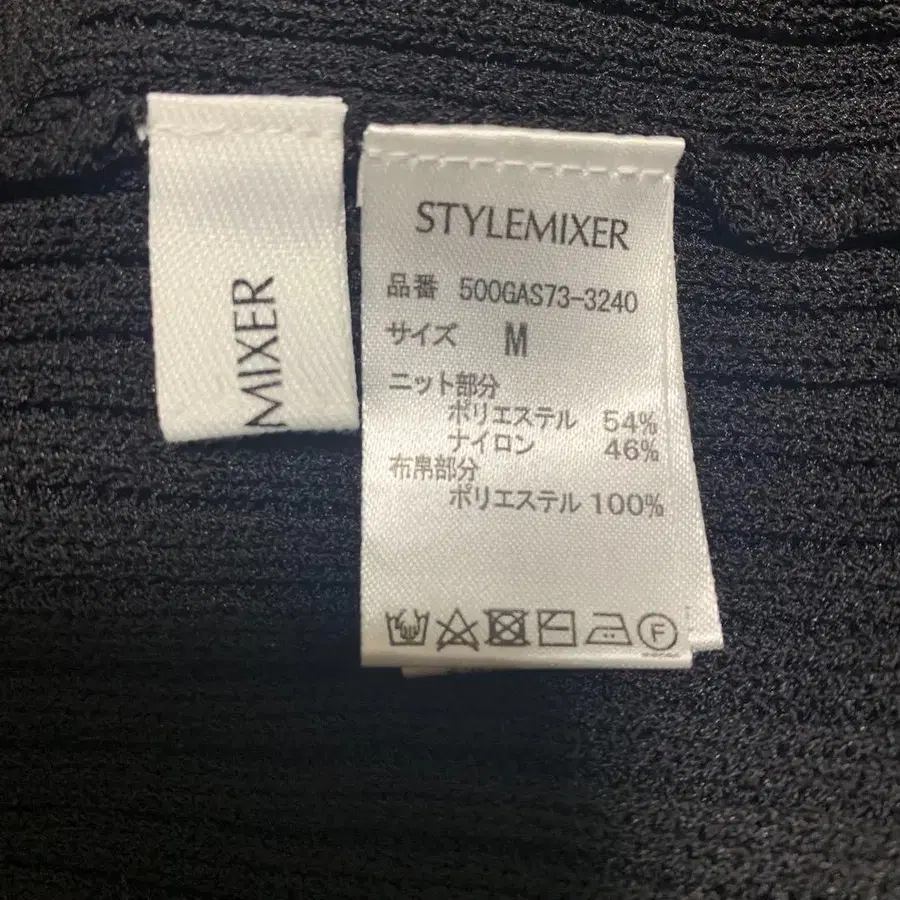 MIXER
STYLEMIXER
品番 500GAS73-3240
サイズ M
ニット部分
ポリエステル 54%
ナイロン 46%
布帛部分
ポリエステル 100%
F